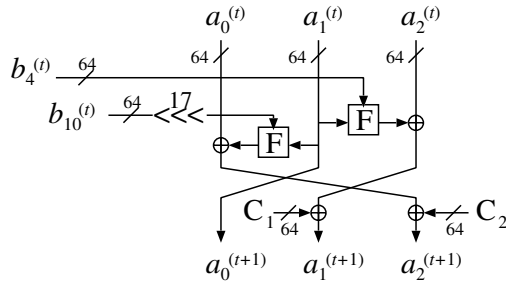 a₀⁽ᵗ⁾ a₁⁽ᵗ⁾ a₂⁽ᵗ⁾
64 64 64
b₄⁽ᵗ⁾ 64
b₁₀⁽ᵗ⁾ 64 <<< 17 F F
C₁ 64 64 C₂
a₀⁽ᵗ⁺¹⁾ a₁⁽ᵗ⁺¹⁾ a₂⁽ᵗ⁺¹⁾